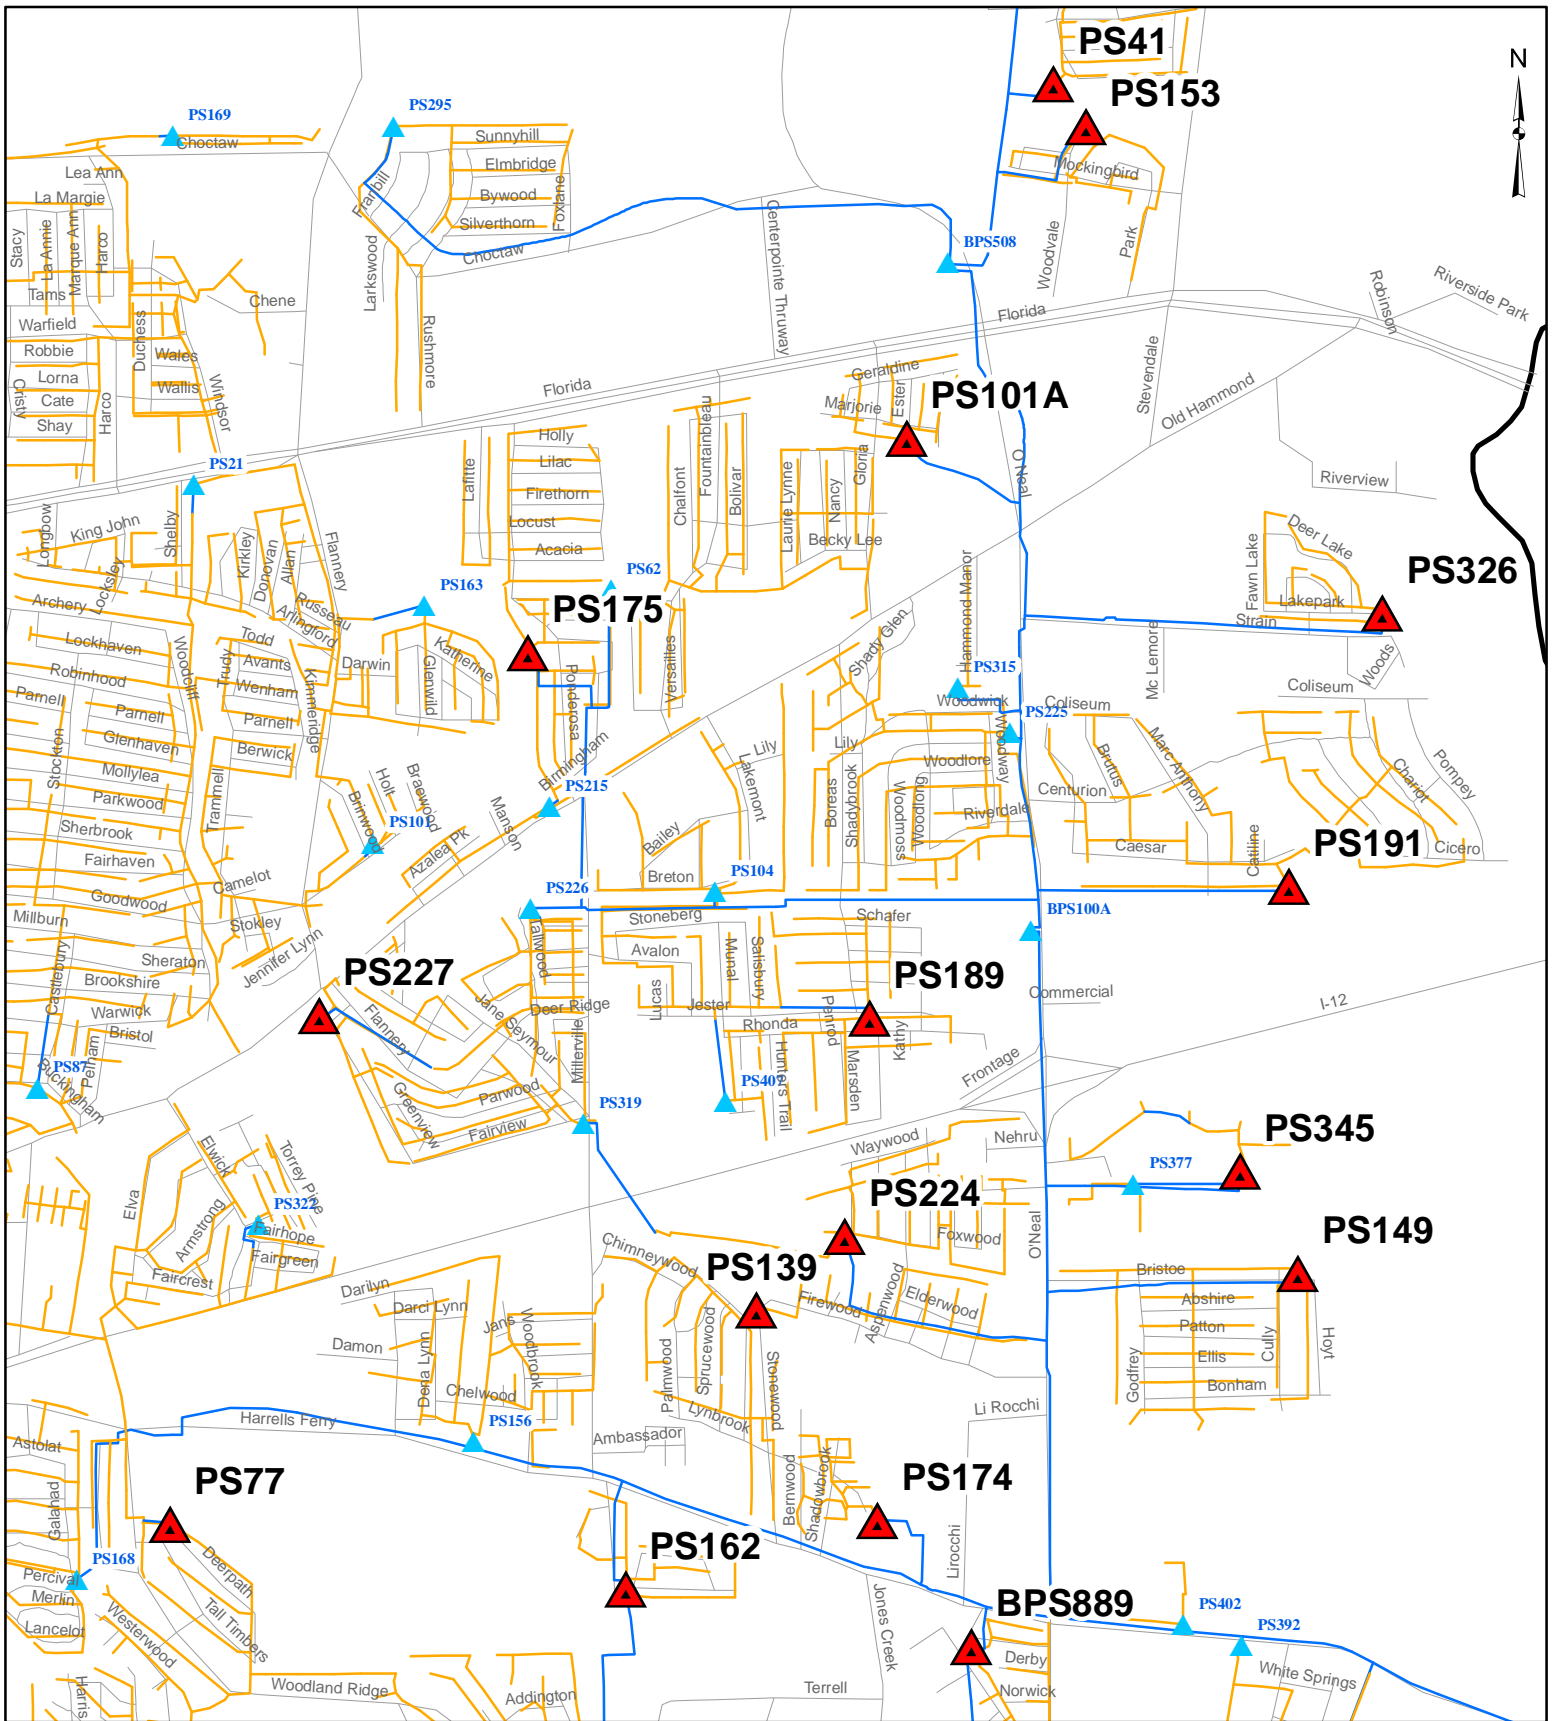 PS41
N
PS153
PS169
PS295
Choctaw
Sunnyhill
Lea Ann
Elmbridge
Mockingbird
La Margie
Franbill
Bywood
Foxlane
Silverthorn
Stacy
La Annie
Marque Ann
Harco
Larkswood
Choctaw
Centerpointe Thruway
BPS508
Woodvale
Park
Tams
Chene
Robinson
Riverside Park
Warfield
Duchess
Florida
Robbie
Wales
Rushmore
Stevendale
Lorna
Wallis
Windsor
Florida
Geraldine
Cristy
Cate
Harco
Marjorie
Ester
PS101A
Old Hammond
Shay
Fountainbleau
Holly
PS21
Lafitte
Lilac
Chalfont
Bolivar
Laurie Lynne
Nancy
Gloria
O Neal
Riverview
Firethorn
Longbow
King John
Shelby
Locust
Kirkley
Donovan
Allan
Flannery
Acacia
Becky Lee
Deer Lake
Hammond Manor
Fawn Lake
PS326
Locksley
PS163
PS62
Archery
Russeau
Arlingford
PS175
Lakepark
Strain
Lockhaven
Todd
Woodcliff
Trudy
Avants
Darwin
Glenwild
Katherine
Versailles
Shady Glen
Mc Lemore
Woods
Robinhood
Wenham
Kimmeridge
Ponderosa
PS315
Coliseum
Parnell
Parnell
Parnell
Woodwick
Coliseum
PS225
Glenhaven
Berwick
Birmingham
Lily
Lily
Woodway
Marc Anthony
Stockton
Mollylea
Trammell
Holt
Braewood
Lakemont
Woodlore
Brutus
Chariot
Pompey
Parkwood
Brinwood
PS101
Manson
PS215
Boreas
Shadybrook
Woodmoss
Woodlong
Riverdale
Centurion
Sherbrook
Azalea Pk
Bailey
PS191
Fairhaven
Caesar
Catiline
Cicero
Camelot
Breton
PS104
Goodwood
PS226
Millburn
Stokley
Stoneberg
Schafer
BPS100A
Jennifer Lynn
Tallwood
Avalon
Munal
Salisbury
Castlebury
Sheraton
PS227
PS189
Brookshire
Lucas
Commercial
Warwick
Jane Seymour
Deer Ridge
Jester
Penrod
I-12
Bristol
Flannery
Rhonda
Kathy
Pelham
Millerville
Hunters Trail
Marsden
Frontage
PS87
Buckingham
Greenview
Parwood
PS407
PS319
Fairview
Elwick
Torrey Pine
Waywood
Nehru
PS345
PS377
Elva
Armstrong
PS322
PS224
Fairhope
Foxwood
O'Neal
PS149
Fairgreen
Chimneywood
PS139
Faircrest
Darilyn
Bristoe
Aspenwood
Elderwood
Darci Lynn
Firewood
Abshire
Jans
Woodbrook
Patton
Damon
Dena Lynn
Palmwood
Sprucewood
Stonewood
Godfrey
Ellis
Cully
Hoyt
Chelwood
Bonham
Harrells Ferry
PS156
Lynbrook
Li Rocchi
Astolat
Ambassador
PS77
Bernwood
Shadowbrook
PS174
Galahad
PS162
Lirocchi
PS168
Percival
Deerpath
Merlin
Tall Timbers
Jones Creek
BPS889
PS402
Lancelot
Westerwood
PS392
Derby
White Springs
Harris
Woodland Ridge
Addington
Terrell
Norwick